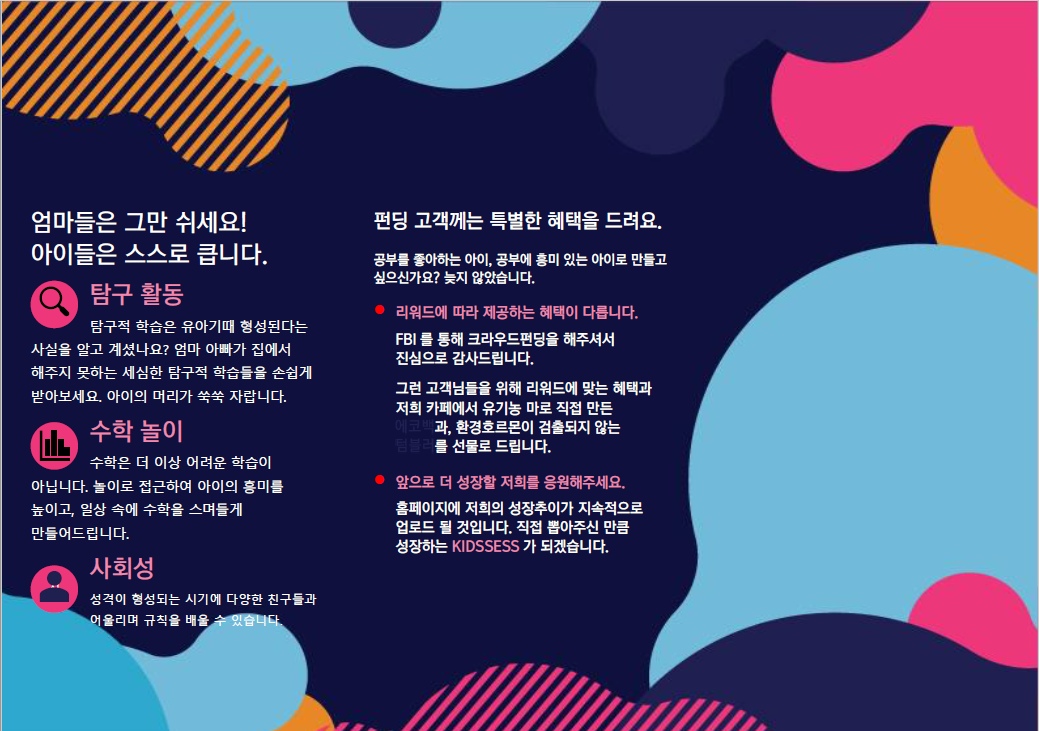 엄마들은 그만 쉬세요!
아이들은 스스로 큽니다.
탐구 활동
탐구적 학습은 유아기때 형성된다는
사실을 알고 계셨나요? 엄마 아빠가 집에서
해주지 못하는 세심한 탐구적 학습들을 손쉽게
받아보세요. 아이의 머리가 쑥쑥 자랍니다.
수학 놀이
수학은 더 이상 어려운 학습이
아닙니다. 놀이로 접근하여 아이의 흥미를
높이고, 일상 속에 수학을 스며들게
만들어드립니다.
사회성
성격이 형성되는 시기에 다양한 친구들과
어울리며 규칙을 배울 수 있습니다.
펀딩 고객께는 특별한 혜택을 드려요.
공부를 좋아하는 아이, 공부에 흥미 있는 아이로 만들고
싶으신가요? 늦지 않았습니다.
리워드에 따라 제공하는 혜택이 다릅니다.
FBI 를 통해 크라우드펀딩을 해주셔서
진심으로 감사드립니다.
그런 고객님들을 위해 리워드에 맞는 혜택과
저희 카페에서 유기농 마로 직접 만든
에코백과, 환경호르몬이 검출되지 않는
텀블러를 선물로 드립니다.
앞으로 더 성장할 저희를 응원해주세요.
홈페이지에 저희의 성장추이가 지속적으로
업로드 될 것입니다. 직접 뽑아주신 만큼
성장하는 KIDSSESS 가 되겠습니다.